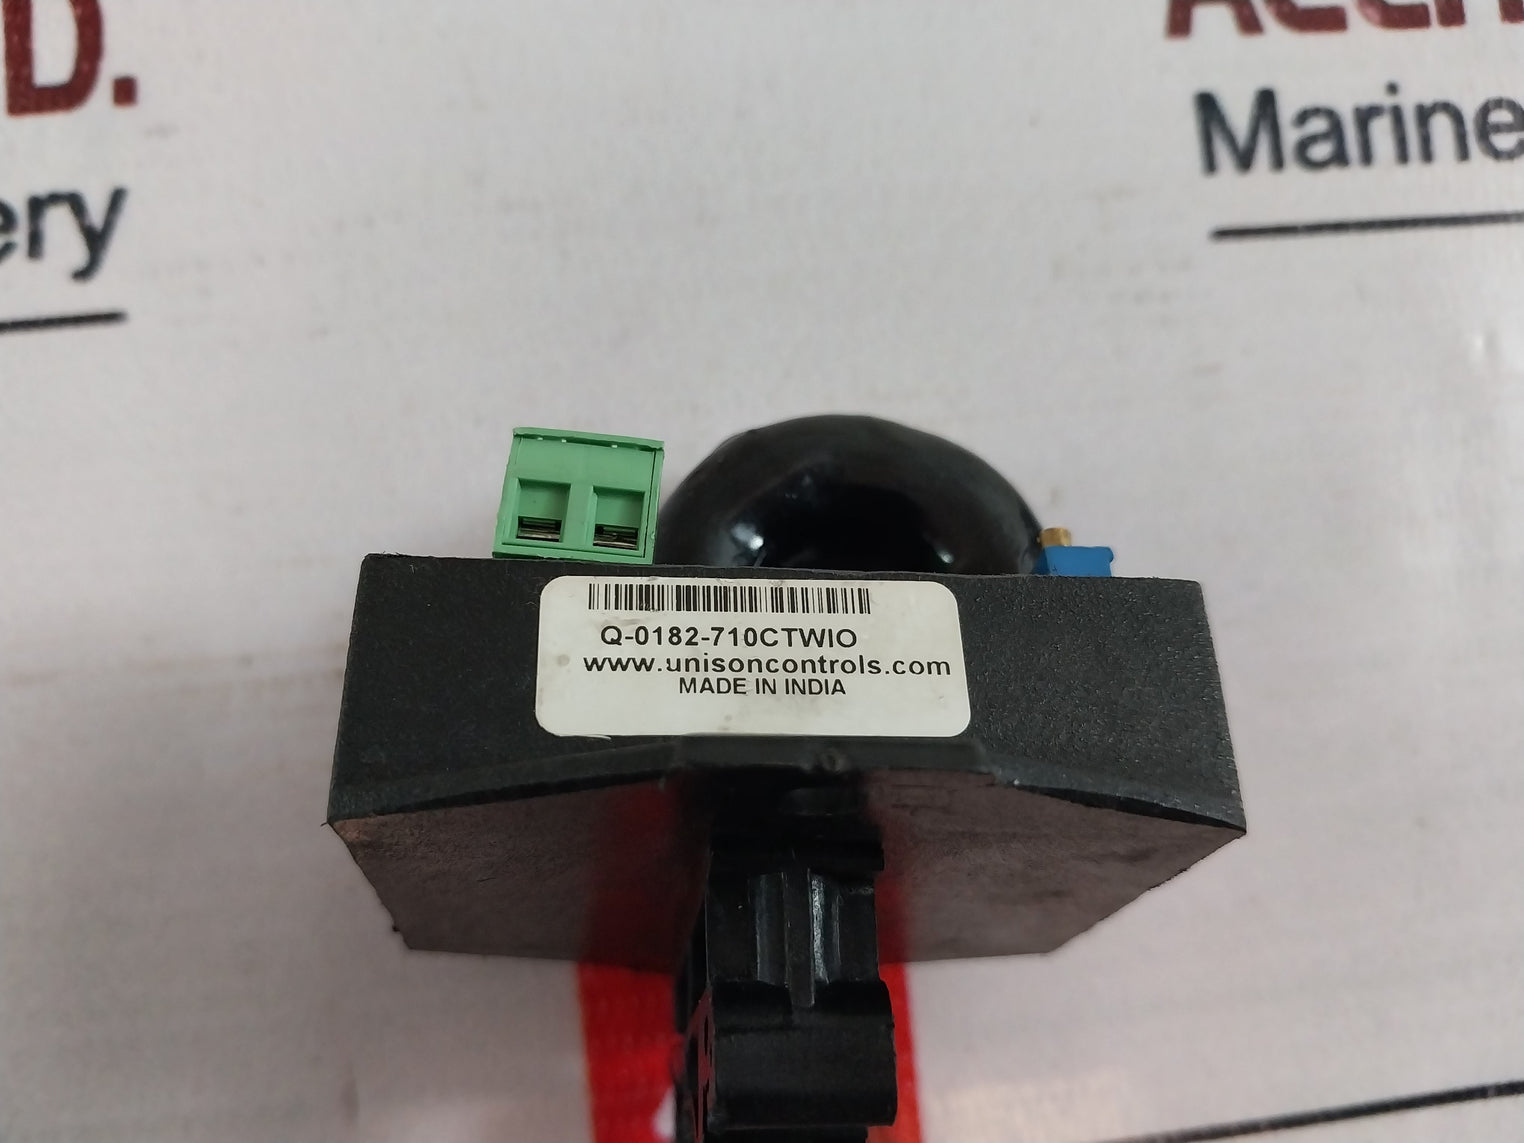 D.
ery
Marine
Q-0182-710CTWIO
www.unisoncontrols.com
MADE IN INDIA